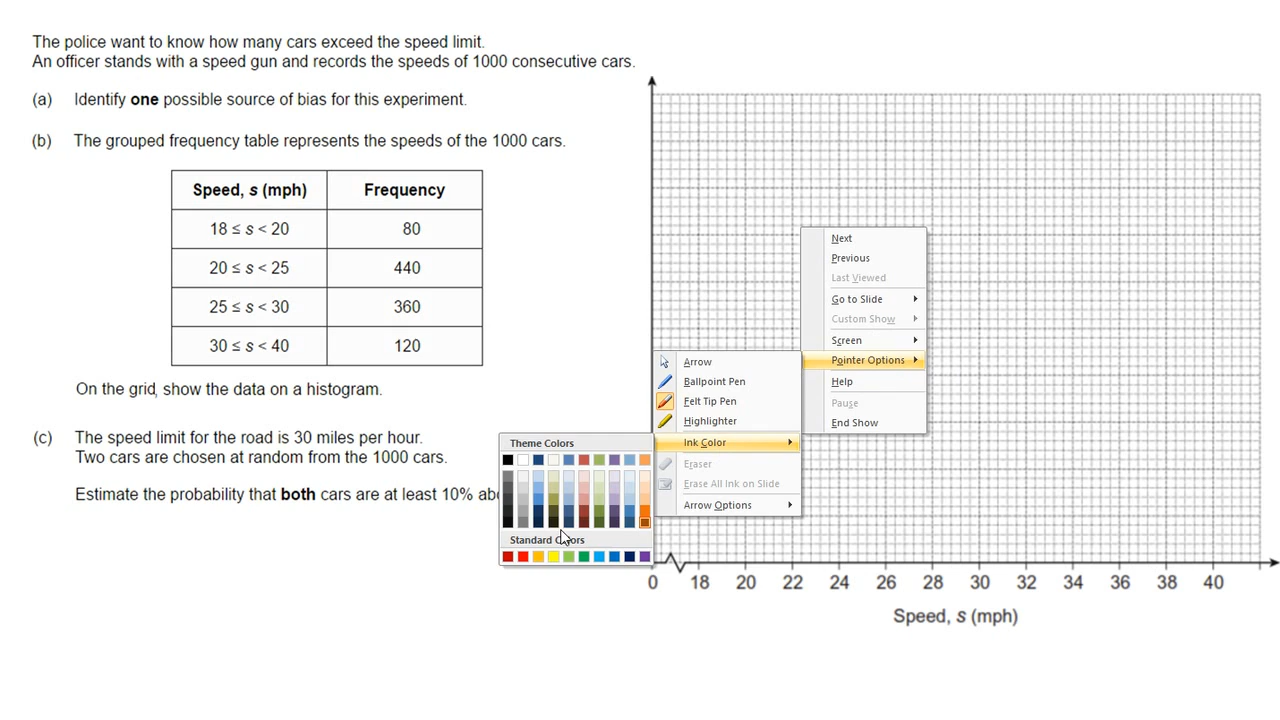 The police want to know how many cars exceed the speed limit.
An officer stands with a speed gun and records the speeds of 1000 consecutive cars.
(a) Identify one possible source of bias for this experiment.
(b) The grouped frequency table represents the speeds of the 1000 cars.
Speed, s (mph) Frequency
18 ≤ s < 20 80
20 ≤ s < 25 440
25 ≤ s < 30 360
30 ≤ s < 40 120
On the grid, show the data on a histogram.
(c) The speed limit for the road is 30 miles per hour.
Two cars are chosen at random from the 1000 cars.
Estimate the probability that both cars are at least 10%
Next
Previous
Last Viewed
Go to Slide
Custom Show
Screen
Pointer Options
Help
Pause
End Show
Arrow
Ballpoint Pen
Felt Tip Pen
Highlighter
Ink Color
Eraser
Erase All Ink on Slide
Arrow Options
Theme Colors
Standard Colors
0 18 20 22 24 26 28 30 32 34 36 38 40
Speed, s (mph)